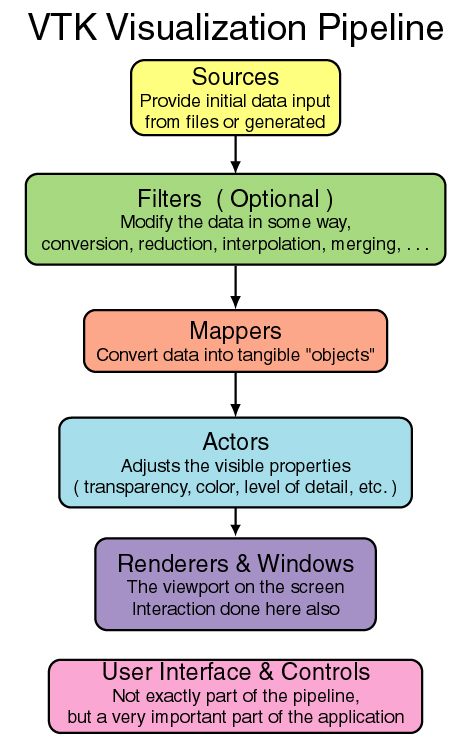 VTK Visualization Pipeline
Sources
Provide initial data input
from files or generated
Filters ( Optional )
Modify the data in some way,
conversion, reduction, interpolation, merging, . . .
Mappers
Convert data into tangible "objects"
Actors
Adjusts the visible properties
( transparency, color, level of detail, etc. )
Renderers & Windows
The viewport on the screen
Interaction done here also
User Interface & Controls
Not exactly part of the pipeline,
but a very important part of the application